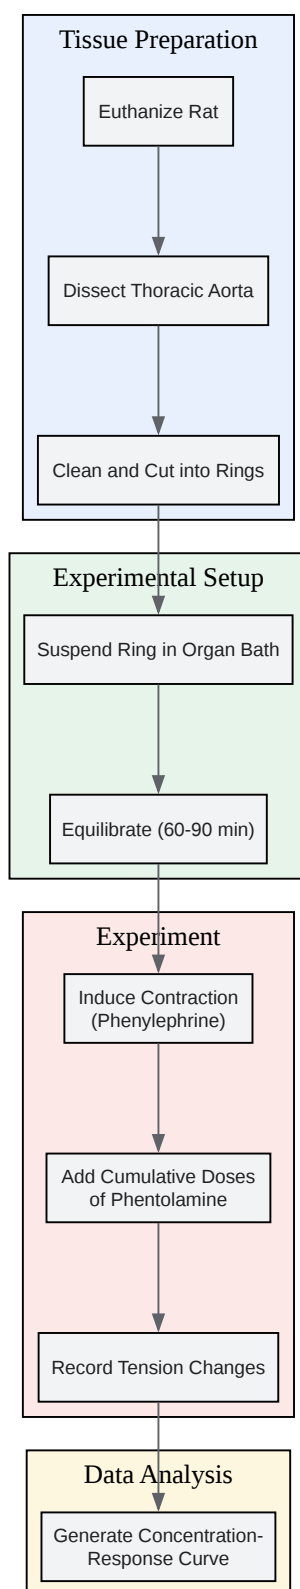 Tissue Preparation
Euthanize Rat
Dissect Thoracic Aorta
Clean and Cut into Rings
Experimental Setup
Suspend Ring in Organ Bath
Equilibrate (60-90 min)
Experiment
Induce Contraction
(Phenylephrine)
Add Cumulative Doses
of Phentolamine
Record Tension Changes
Data Analysis
Generate Concentration-
Response Curve